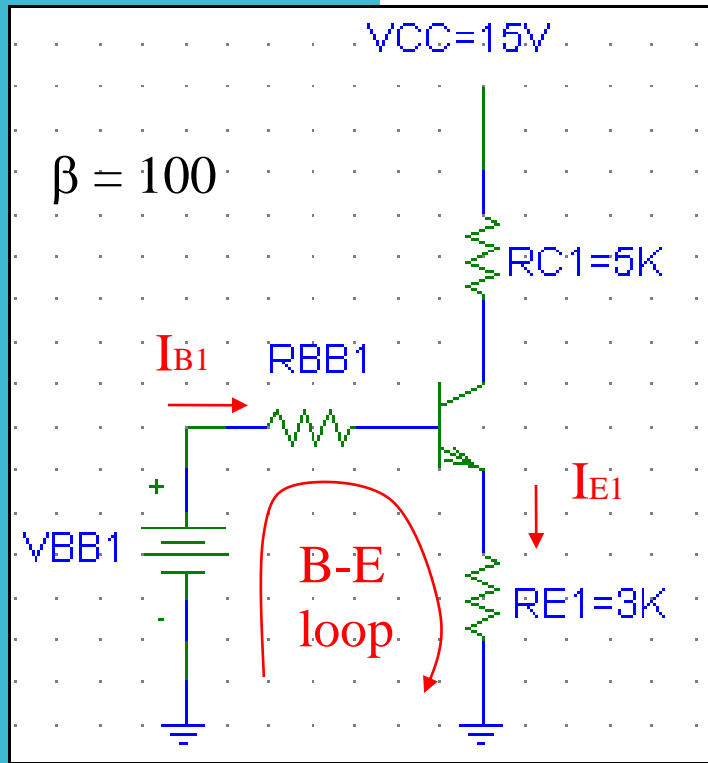 VCC=15V
β = 100
RC1=5K
IB1
RBB1
IE1
+
VBB1
B-E
loop
RE1=3K
-